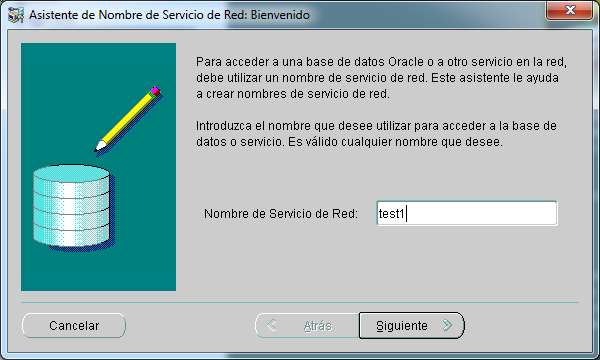 Asistente de Nombre de Servicio de Red: Bienvenido
Para acceder a una base de datos Oracle o a otro servicio en la red,
debe utilizar un nombre de servicio de red. Este asistente le ayuda
a crear nombres de servicio de red.
Introduzca el nombre que desee utilizar para acceder a la base de
datos o servicio. Es válido cualquier nombre que desee.
Nombre de Servicio de Red: test1
Cancelar Atrás Siguiente